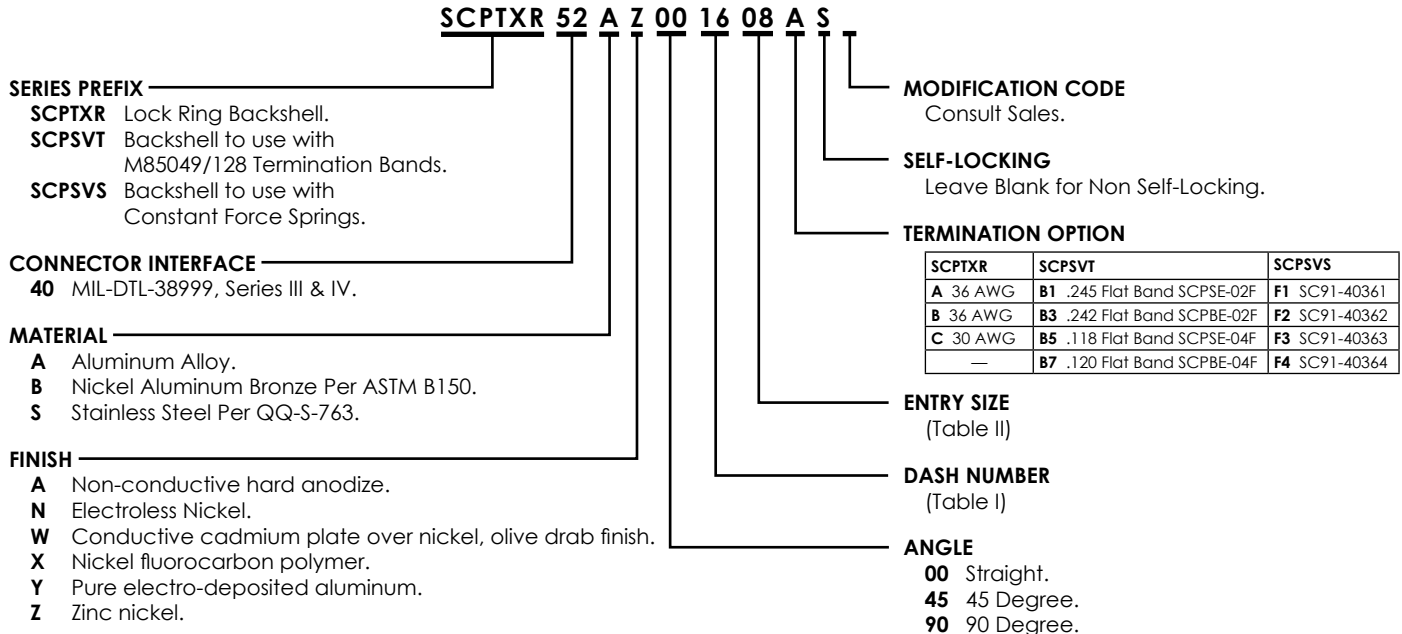 SCPTXR 52 A Z 00 16 08 A S _
SERIES PREFIX
SCPTXR Lock Ring Backshell.
SCPSVT Backshell to use with
M85049/128 Termination Bands.
SCPSVS Backshell to use with
Constant Force Springs.
CONNECTOR INTERFACE
40 MIL-DTL-38999, Series III & IV.
MATERIAL
A Aluminum Alloy.
B Nickel Aluminum Bronze Per ASTM B150.
S Stainless Steel Per QQ-S-763.
FINISH
A Non-conductive hard anodize.
N Electroless Nickel.
W Conductive cadmium plate over nickel, olive drab finish.
X Nickel fluorocarbon polymer.
Y Pure electro-deposited aluminum.
Z Zinc nickel.
MODIFICATION CODE
Consult Sales.
SELF-LOCKING
Leave Blank for Non Self-Locking.
TERMINATION OPTION
SCPTXR SCPSVT SCPSVS
A 36 AWG B1 .245 Flat Band SCPSE-02F F1 SC91-40361
B 36 AWG B3 .242 Flat Band SCPBE-02F F2 SC91-40362
C 30 AWG B5 .118 Flat Band SCPSE-04F F3 SC91-40363
— B7 .120 Flat Band SCPBE-04F F4 SC91-40364
ENTRY SIZE
(Table II)
DASH NUMBER
(Table I)
ANGLE
00 Straight.
45 45 Degree.
90 90 Degree.